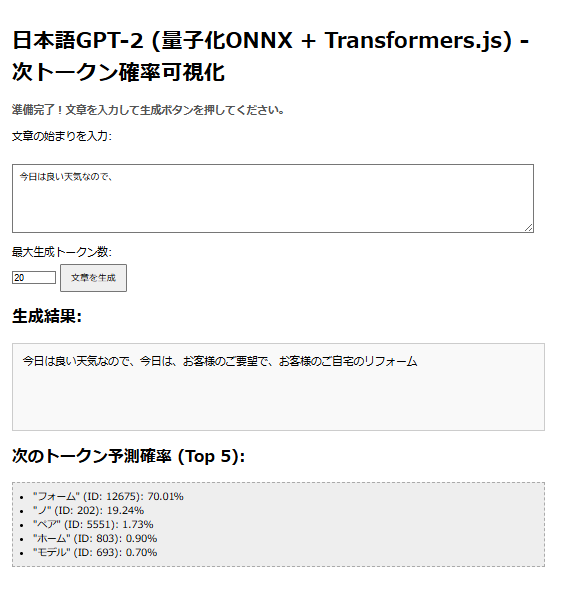 日本語GPT-2 (量子化ONNX + Transformers.js) -
次トークン確率可視化
準備完了！文章を入力して生成ボタンを押してください。
文章の始まりを入力:
今日は良い天気なので、
最大生成トークン数:
20 文章を生成
生成結果:
今日は良い天気なので、今日は、お客様のご要望で、お客様のご自宅のリフォーム
次のトークン予測確率 (Top 5):
• "フォーム" (ID: 12675): 70.01%
• "ノ" (ID: 202): 19.24%
• "ペア" (ID: 5551): 1.73%
• "ホーム" (ID: 803): 0.90%
• "モデル" (ID: 693): 0.70%